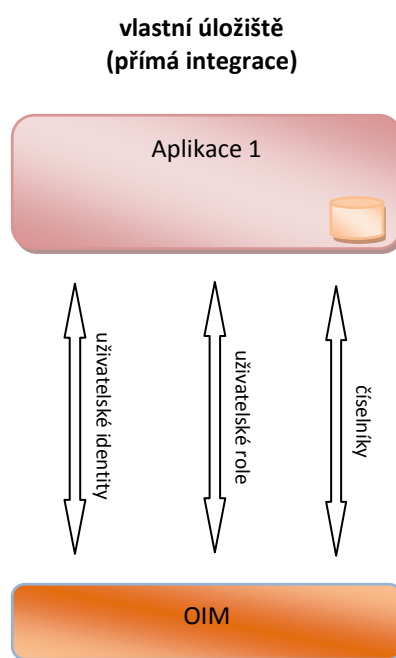 vlastní úložiště
(přímá integrace)
Aplikace 1
uživatelské identity
uživatelské role
číselníky
OIM